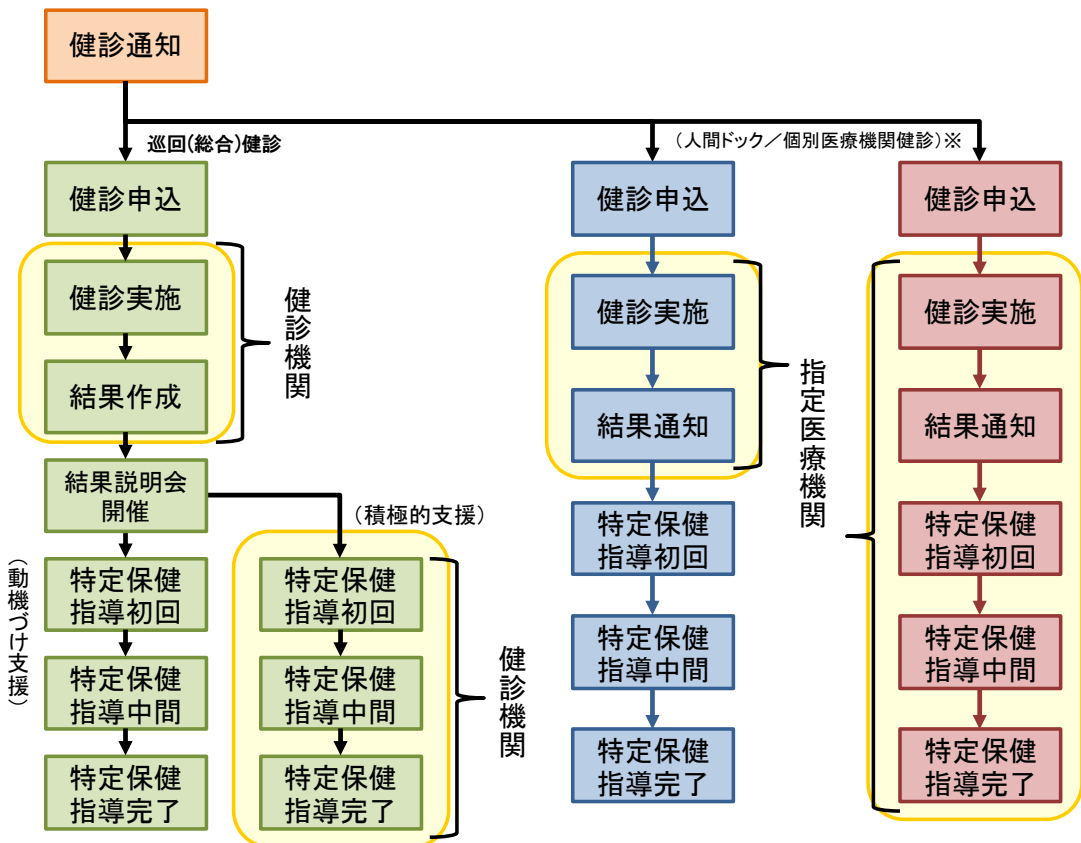 健診通知
巡回(総合)健診
(人間ドック／個別医療機関健診)※
健診申込
健診実施
結果作成
健診機関
結果説明会
開催
(動機づけ支援)
特定保健
指導初回
特定保健
指導中間
特定保健
指導完了
(積極的支援)
特定保健
指導初回
特定保健
指導中間
特定保健
指導完了
健診機関
健診申込
健診実施
結果通知
特定保健
指導初回
特定保健
指導中間
特定保健
指導完了
指定医療機関
健診申込
健診実施
結果通知
特定保健
指導初回
特定保健
指導中間
特定保健
指導完了